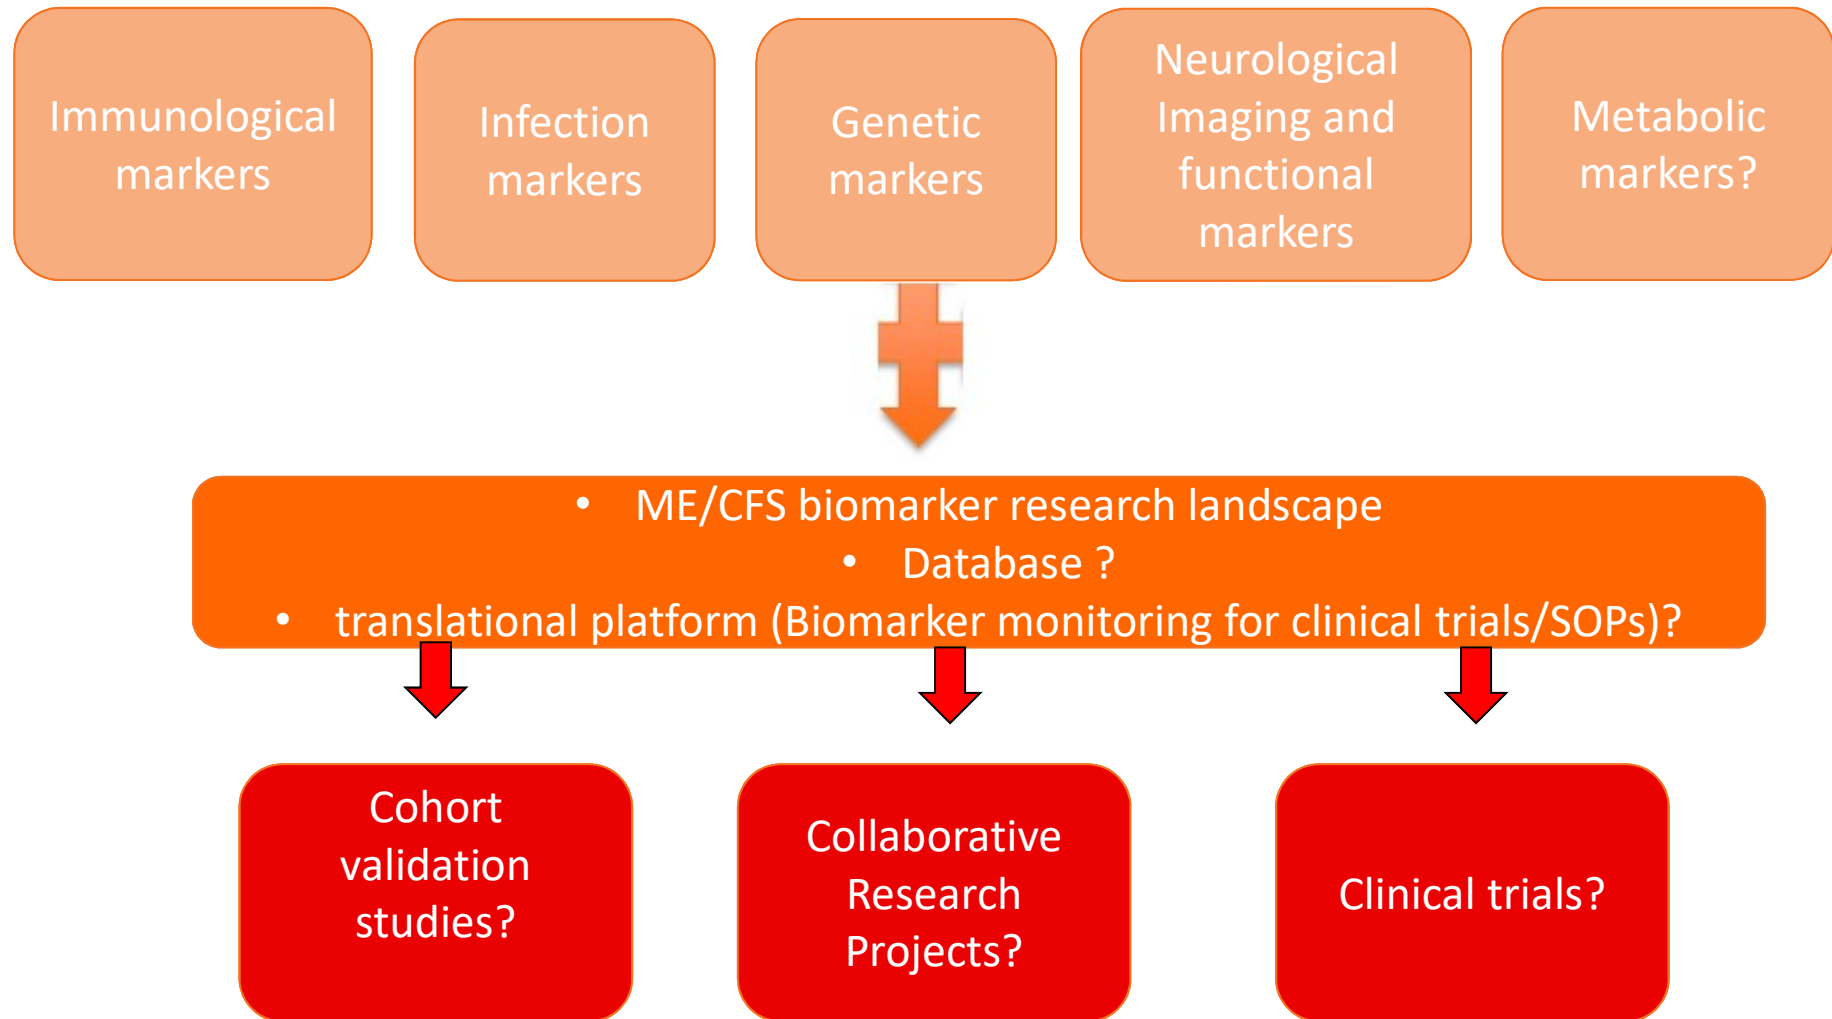 Immunological
markers
Infection
markers
Genetic
markers
Neurological
Imaging and
functional
markers
Metabolic
markers?
• ME/CFS biomarker research landscape
• Database ?
• translational platform (Biomarker monitoring for clinical trials/SOPs)?
Cohort
validation
studies?
Collaborative
Research
Projects?
Clinical trials?